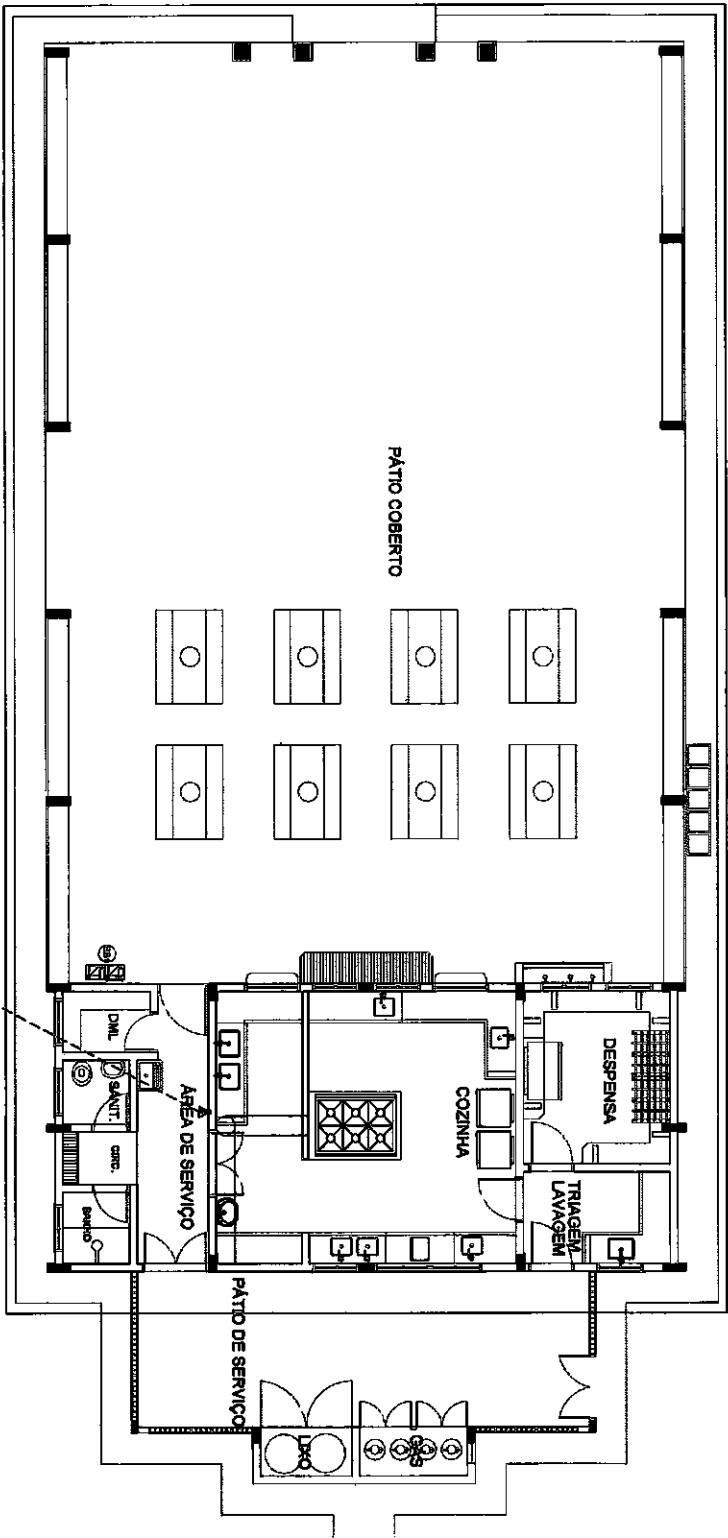 PÁTIO COBERTO
DESPENSA
TRIAGEM
LAVAGEM
COZINHA
ÁREA DE SERVIÇO
DML
SANIT.
CIRC.
BANHO
PÁTIO DE SERVIÇO
GÁS
LIXO